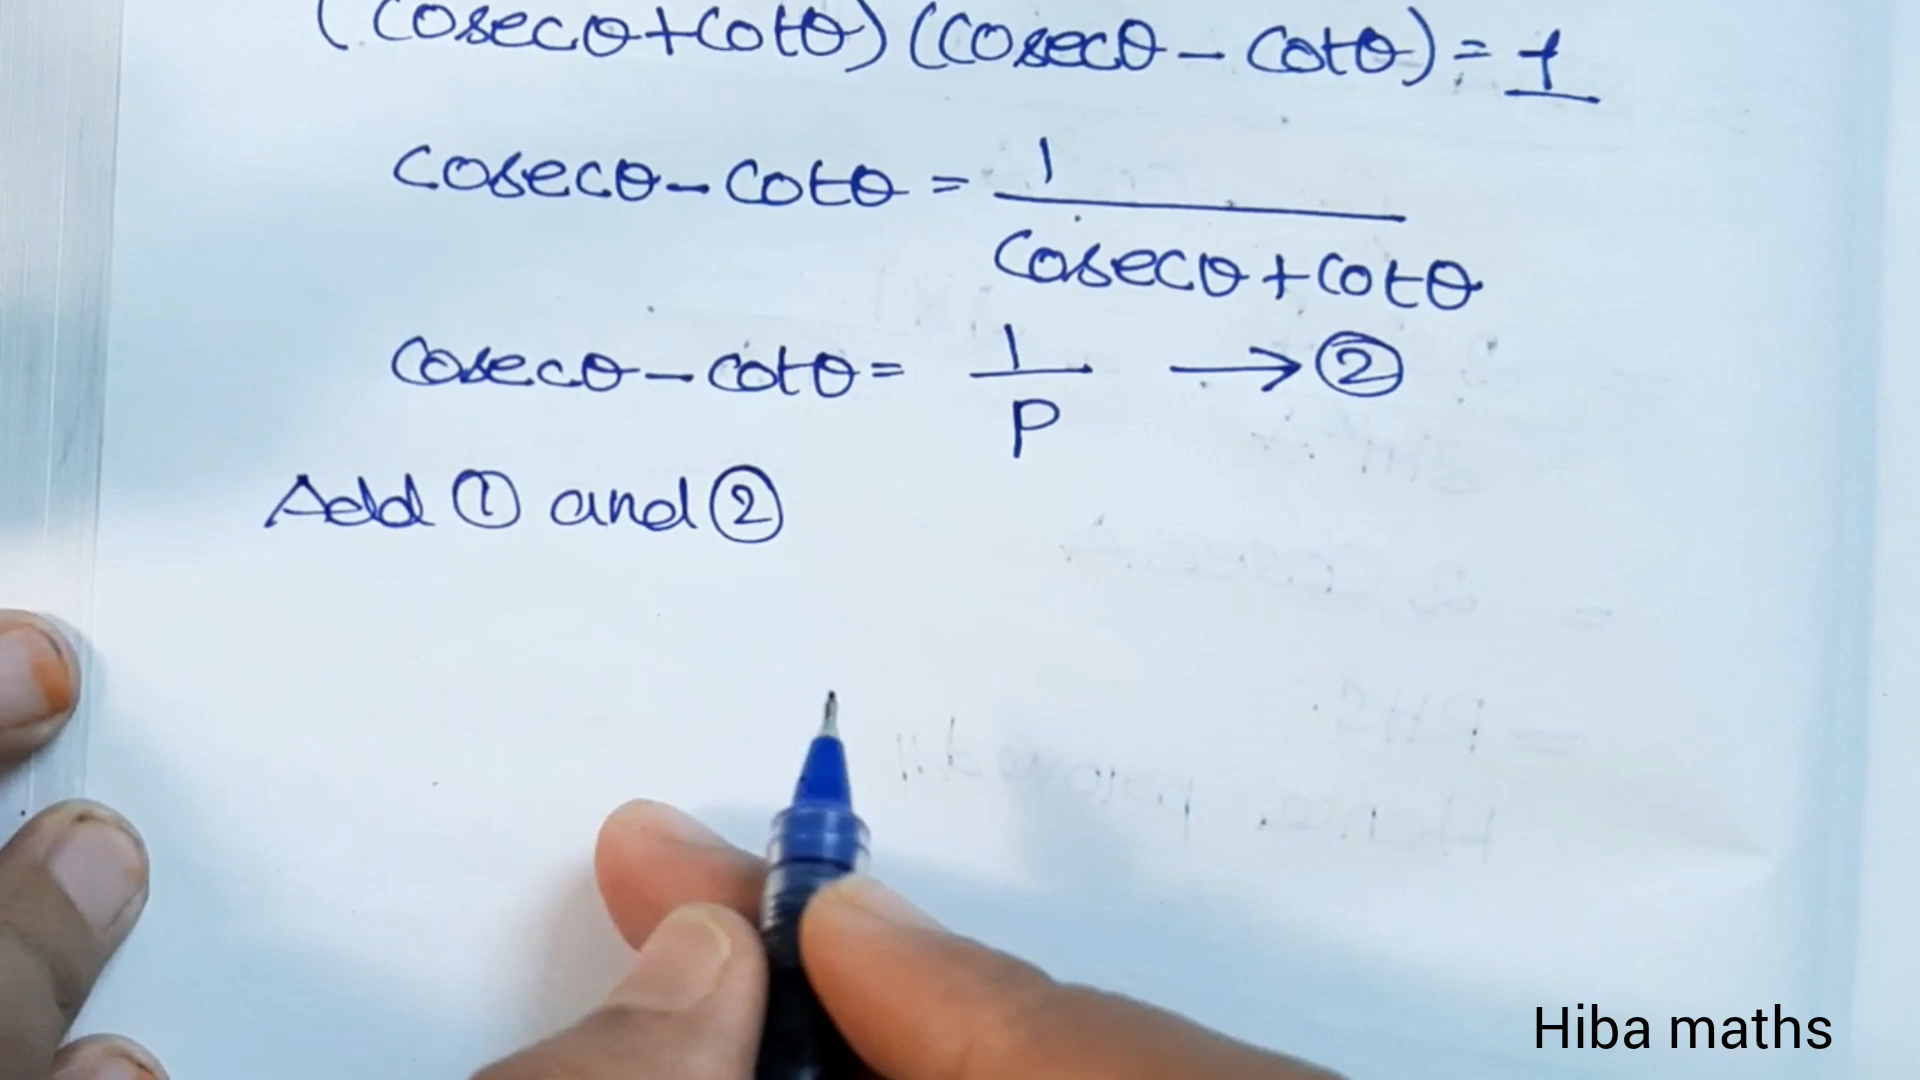 (Cosecθ+Cotθ) (Cosecθ - Cotθ) = 1
Cosecθ - Cotθ = 1 / Cosecθ + Cotθ
Cosecθ - Cotθ = 1 / P → ②
Add ① and ②
Hiba maths